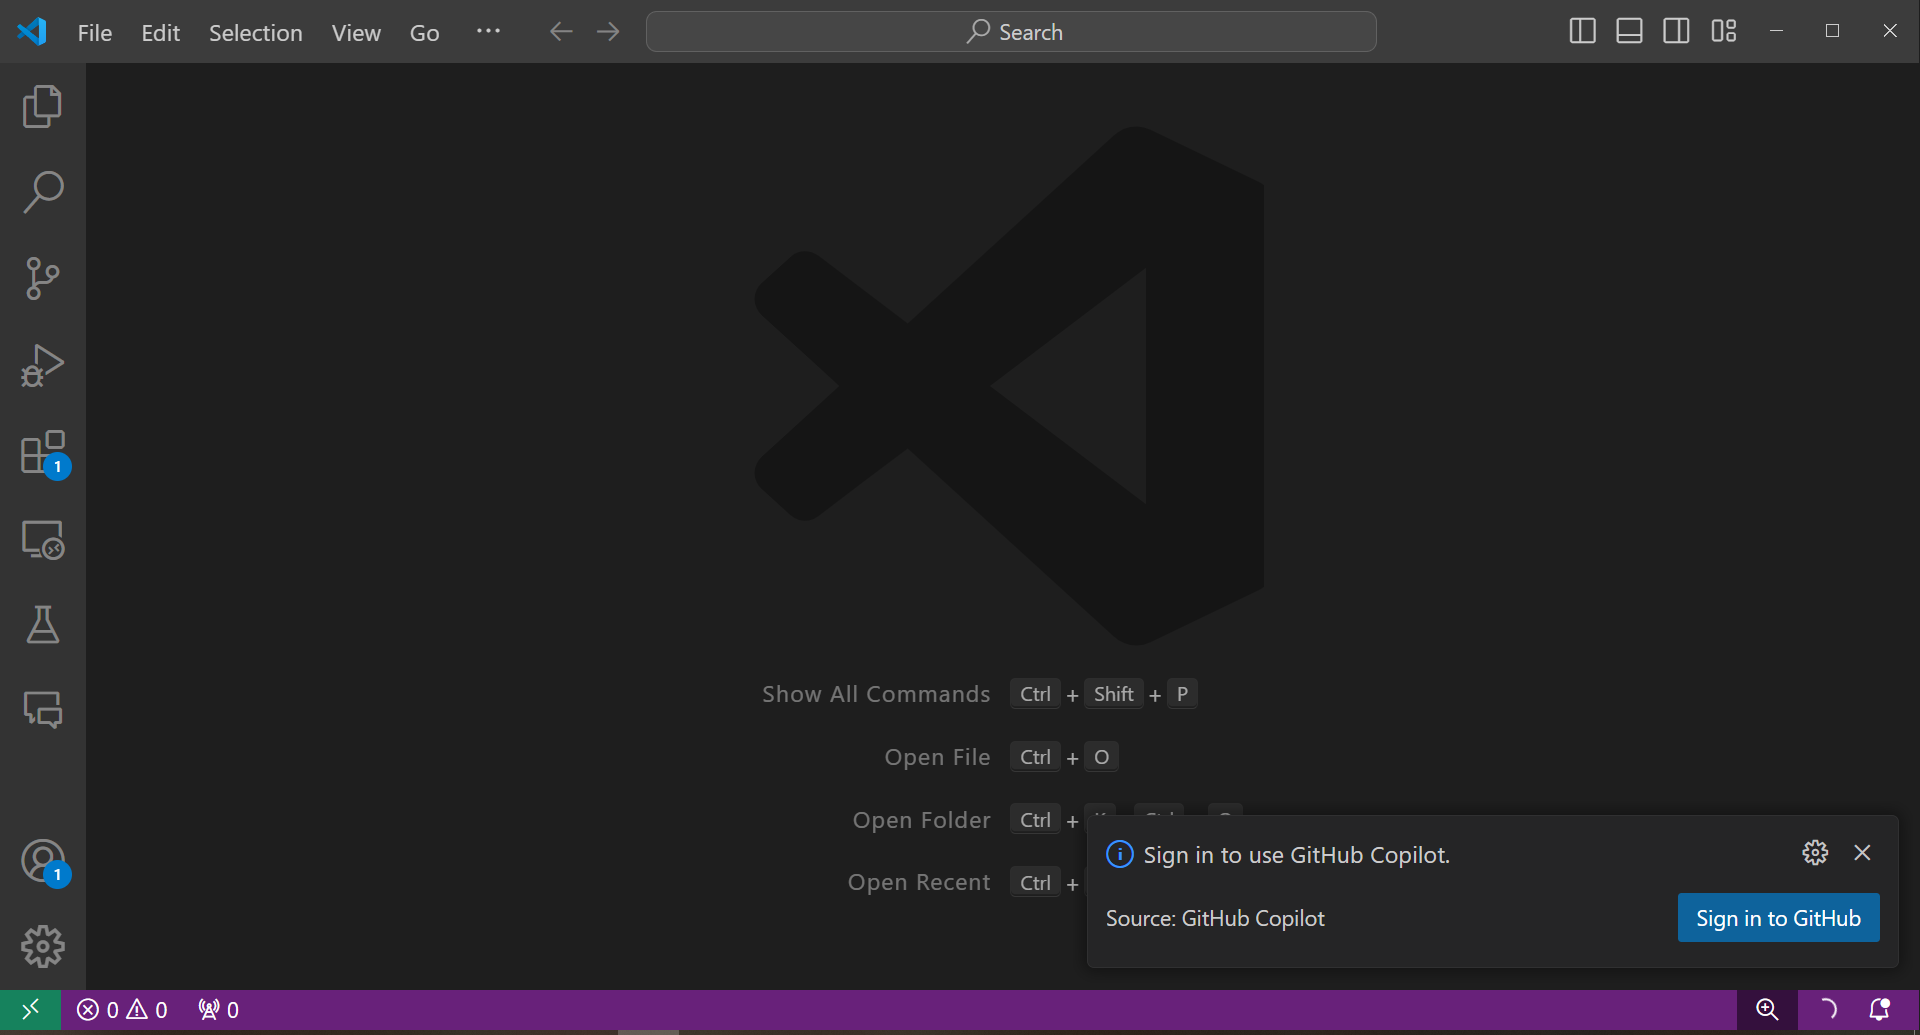 File Edit Selection View Go ··· Search
1
Show All Commands Ctrl + Shift + P
Open File Ctrl + O
Open Folder Ctrl +
Open Recent Ctrl +
Sign in to use GitHub Copilot.
Source: GitHub Copilot Sign in to GitHub
1
0 0 0